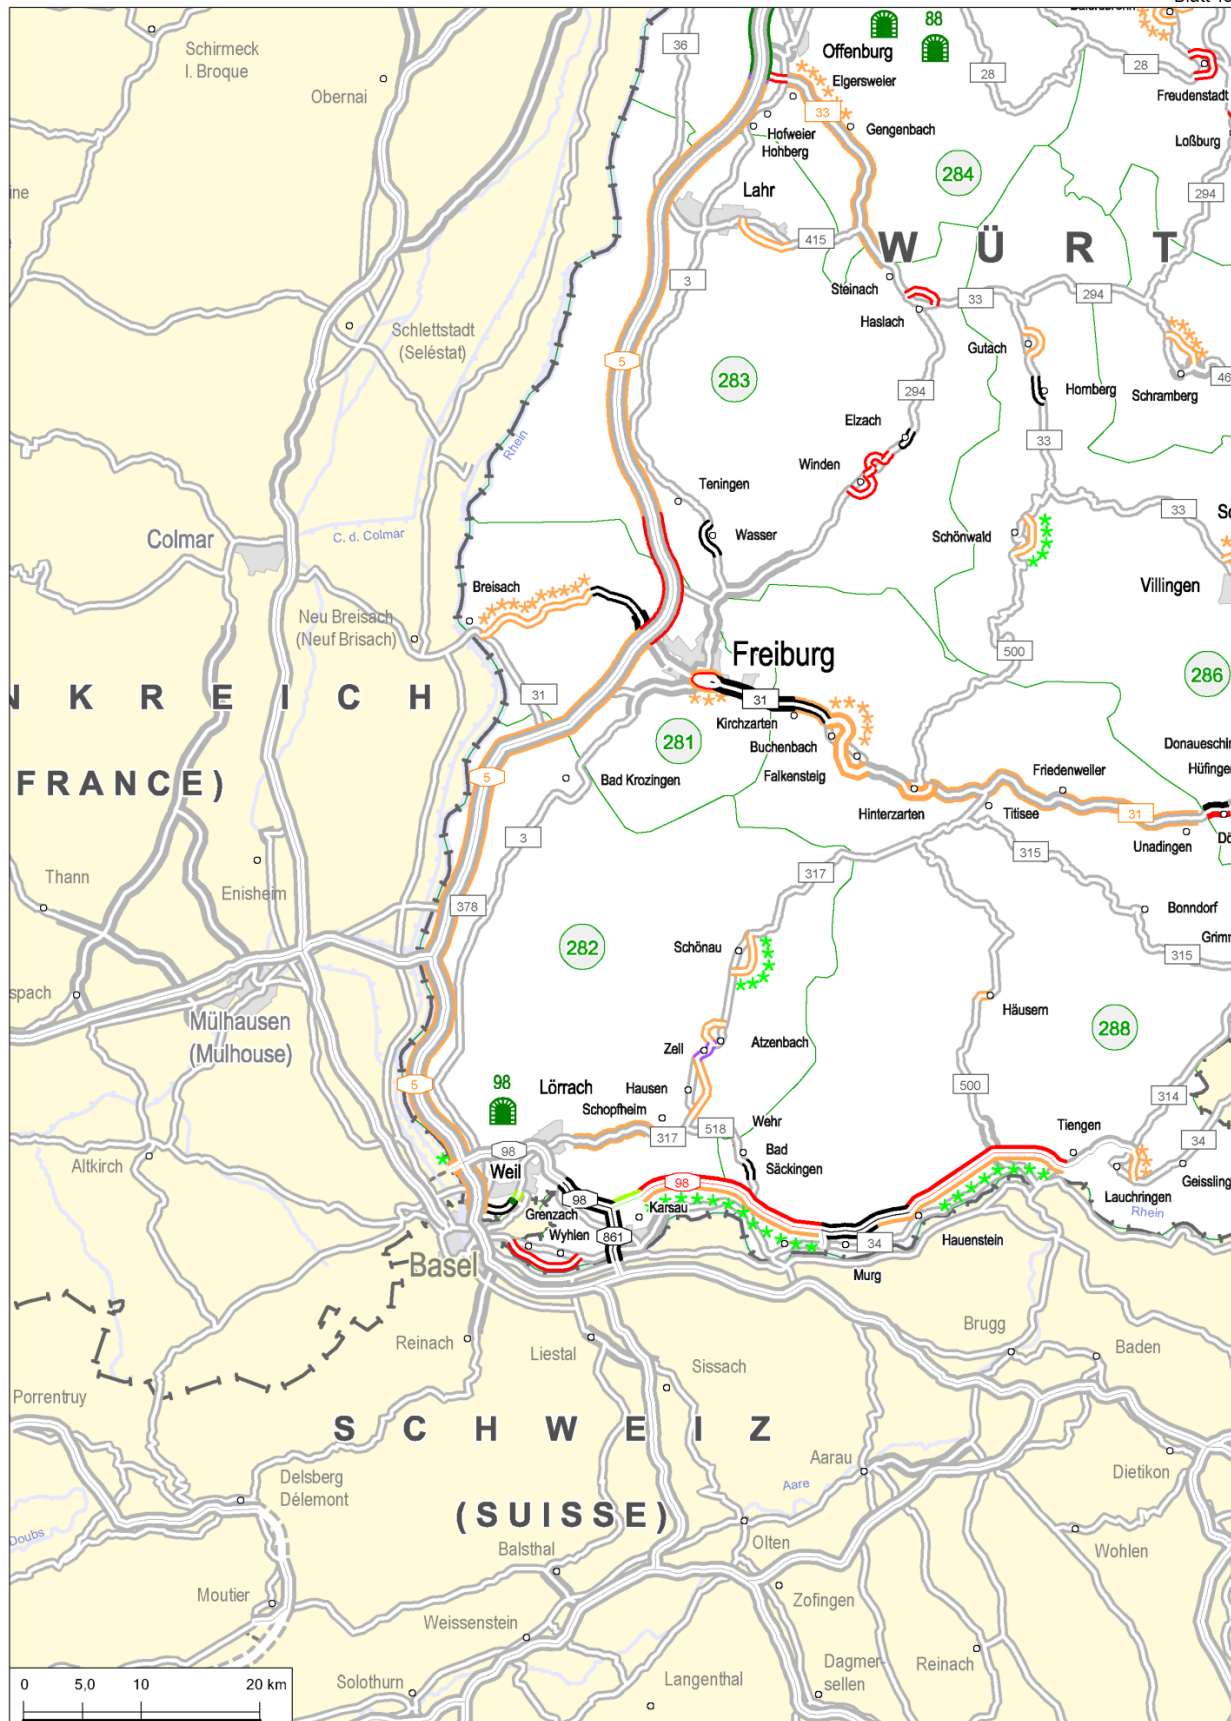 88
Offenburg
Schirmeck
l. Broque
36
Elgersweier
28
28
Obernai
Freudenstadt
33
Gengenbach
Hofweier
Hohberg
Loßburg
284
Lahr
294
415
W Ü R T
3
Steinach
33
294
Haslach
Schlettstadt
(Seléstat)
5
Gutach
283
294
Hornberg
Schramberg
46
Elzach
33
Rhein
Winden
Teningen
33
Colmar
C. d. Colmar
Wasser
Schönwald
Breisach
Villingen
Neu Breisach
(Neuf Brisach)
Freiburg
500
286
N K R E I C H
31
31
Kirchzarten
281
Buchenbach
FRANCE)
5
Bad Krozingen
Falkensteig
Friedenweiler
Hüfingen
Hinterzarten
Titisee
31
3
Unadingen
315
Enisheim
317
Thann
378
Bonndorf
282
Schönau
315
spach
Häusern
Mülhausen
(Mulhouse)
288
Zell
Atzenbach
5
98
Lörrach
Hausen
500
314
Schopfheim
Wehr
317
518
Tiengen
34
98
Bad
Säckingen
Altkirch
Weil
98
98
Lauchringen
Karsau
Rhein
Grenzach
Wyhlen
861
34
Hauenstein
Basel
Murg
Brugg
Reinach
Liestal
Baden
Sissach
Porrentruy
S C H W E I Z
Aarau
Dietikon
Delsberg
Délemont
Aare
(SUISSE)
Doubs
Olten
Balsthal
Wohlen
Moutier
Zofingen
Weissenstein
Reinach
Dagmer-
sellen
Solothurn
Langenthal
0 5,0 10 20 km